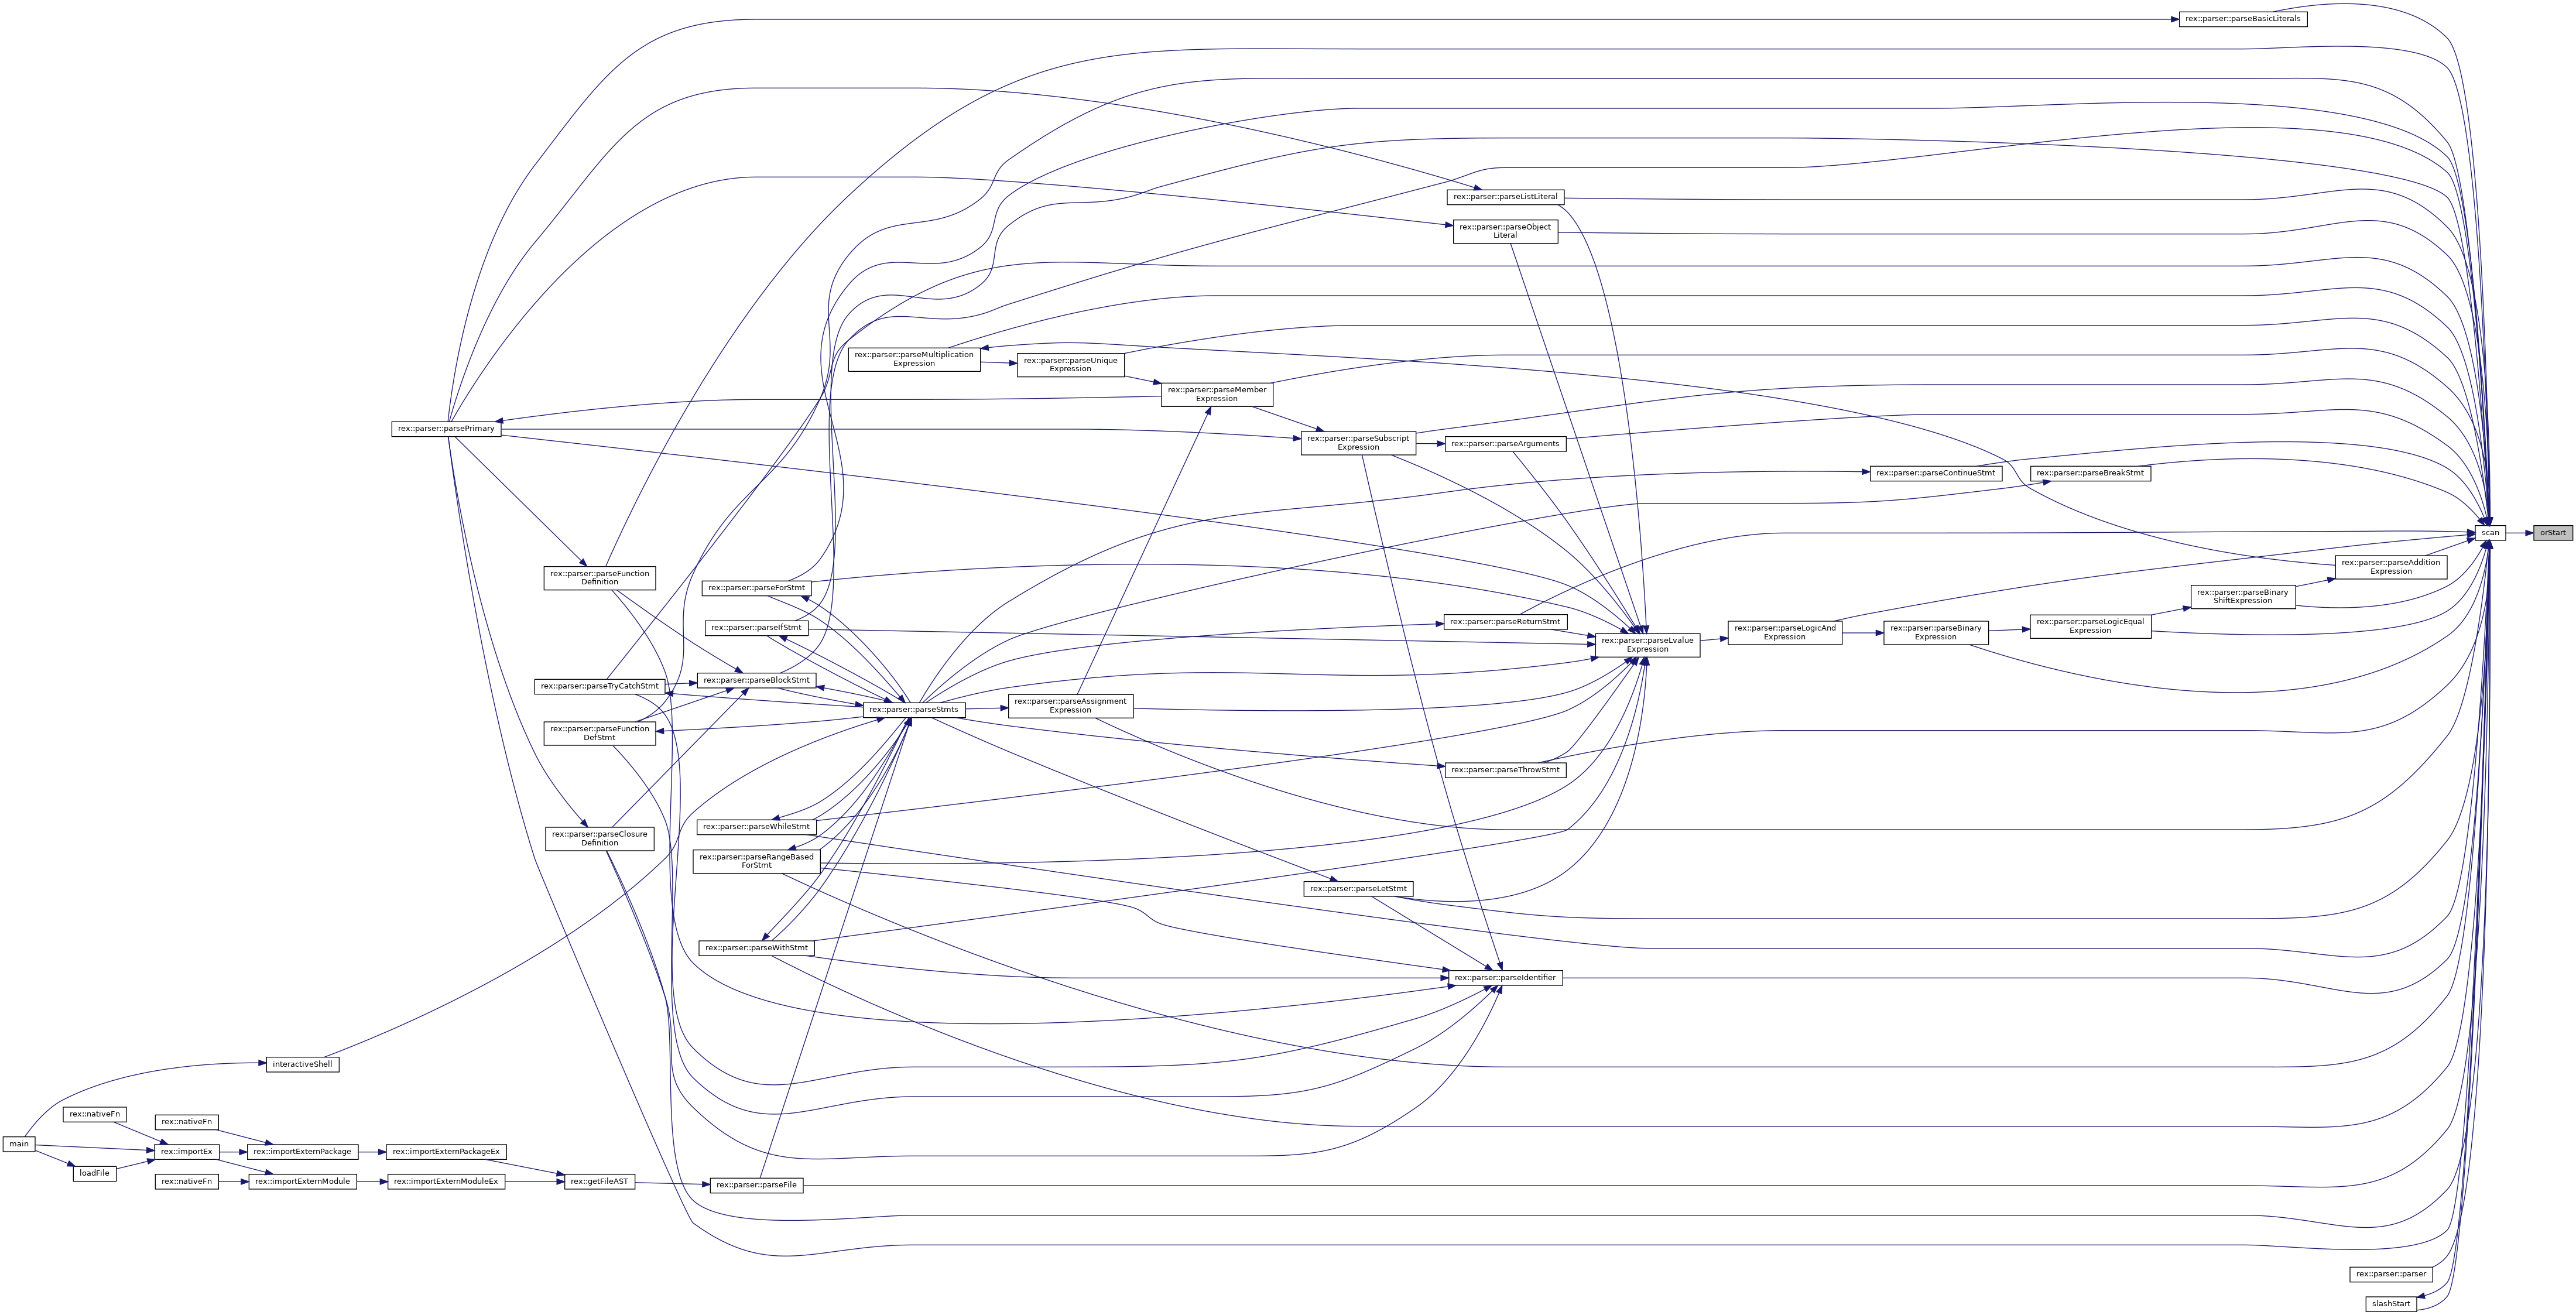 rex::parser::parseBasicLiterals
rex::parser::parseListLiteral
rex::parser::parseObject
Literal
rex::parser::parseMultiplication
Expression
rex::parser::parseUnique
Expression
rex::parser::parseMember
Expression
rex::parser::parsePrimary
rex::parser::parseSubscript
Expression
rex::parser::parseArguments
rex::parser::parseContinueStmt
rex::parser::parseBreakStmt
scan
orStart
rex::parser::parseAddition
Expression
rex::parser::parseFunction
Definition
rex::parser::parseForStmt
rex::parser::parseBinary
ShiftExpression
rex::parser::parseIfStmt
rex::parser::parseReturnStmt
rex::parser::parseLvalue
Expression
rex::parser::parseLogicAnd
Expression
rex::parser::parseBinary
Expression
rex::parser::parseLogicEqual
Expression
rex::parser::parseTryCatchStmt
rex::parser::parseBlockStmt
rex::parser::parseStmts
rex::parser::parseAssignment
Expression
rex::parser::parseFunction
DefStmt
rex::parser::parseThrowStmt
rex::parser::parseClosure
Definition
rex::parser::parseWhileStmt
rex::parser::parseRangeBased
ForStmt
rex::parser::parseLetStmt
rex::parser::parseWithStmt
rex::parser::parseIdentifier
interactiveShell
rex::nativeFn
rex::nativeFn
main
rex::importEx
rex::importExternPackage
rex::importExternPackageEx
loadFile
rex::nativeFn
rex::importExternModule
rex::importExternModuleEx
rex::getFileAST
rex::parser::parseFile
rex::parser::parser
slashStart